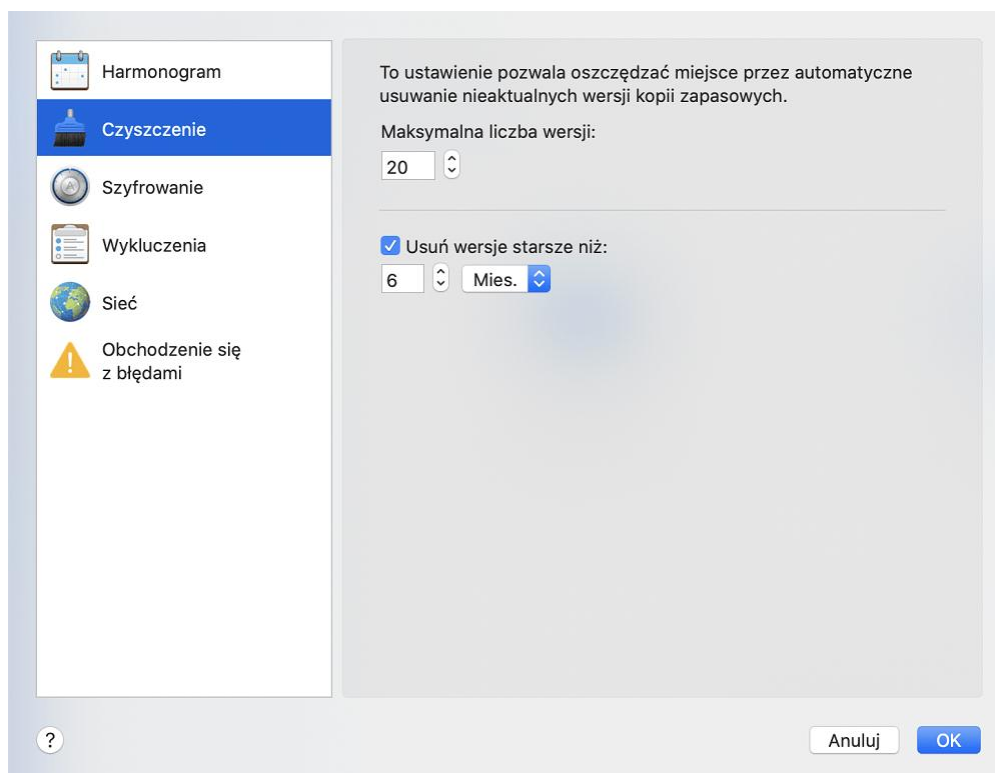 Harmonogram
Czyszczenie
Szyfrowanie
Wykluczenia
Sieć
Obchodzenie się
z błędami
To ustawienie pozwala oszczędzać miejsce przez automatyczne
usuwanie nieaktualnych wersji kopii zapasowych.
Maksymalna liczba wersji:
20
Usuń wersje starsze niż:
6 Mies.
?
Anuluj OK